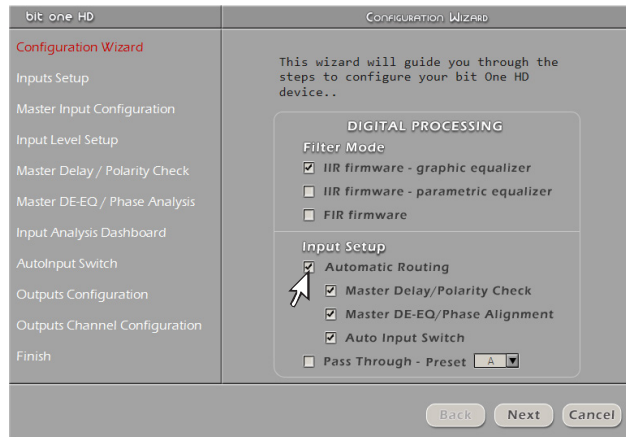 bit one HD
Configuration Wizard
Configuration Wizard
Inputs Setup
Master Input Configuration
Input Level Setup
Master Delay / Polarity Check
Master DE-EQ / Phase Analysis
Input Analysis Dashboard
AutoInput Switch
Outputs Configuration
Outputs Channel Configuration
Finish
This wizard will guide you through the
steps to configure your bit One HD
device..
DIGITAL PROCESSING
Filter Mode
IIR firmware - graphic equalizer
IIR firmware - parametric equalizer
FIR firmware
Input Setup
Automatic Routing
Master Delay/Polarity Check
Master DE-EQ/Phase Alignment
Auto Input Switch
Pass Through - Preset A
Back Next Cancel